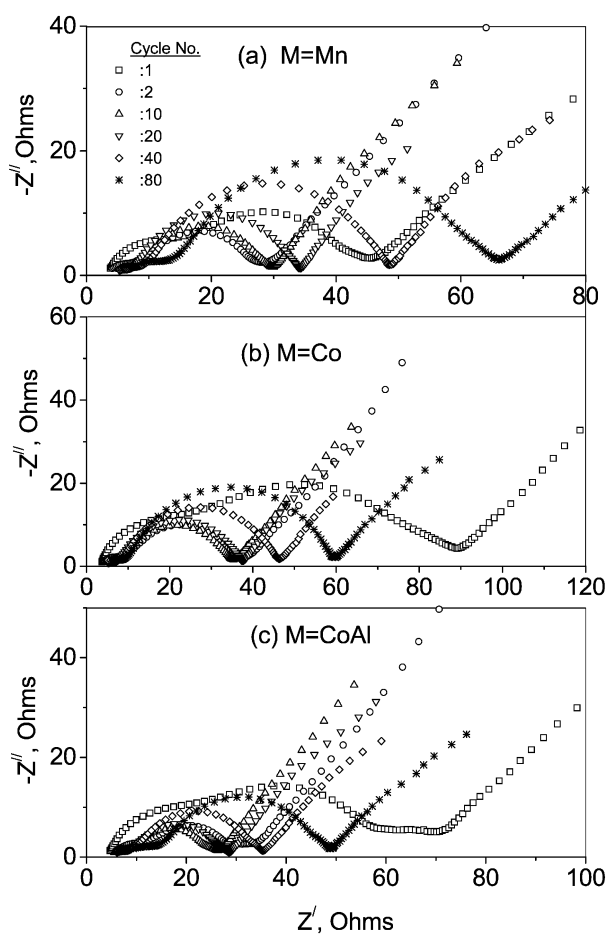 40
Cycle No.
(a) M=Mn
:1
:2
:10
20
:20
:40
:80
-Z//,Ohms
0
0 20 40 60 80
60
(b) M=Co
40
-Z//, Ohms
20
0
0 20 40 60 80 100 120
(c) M=CoAl
40
-Z//, Ohms
20
0
0 20 40 60 80 100
Z/, Ohms